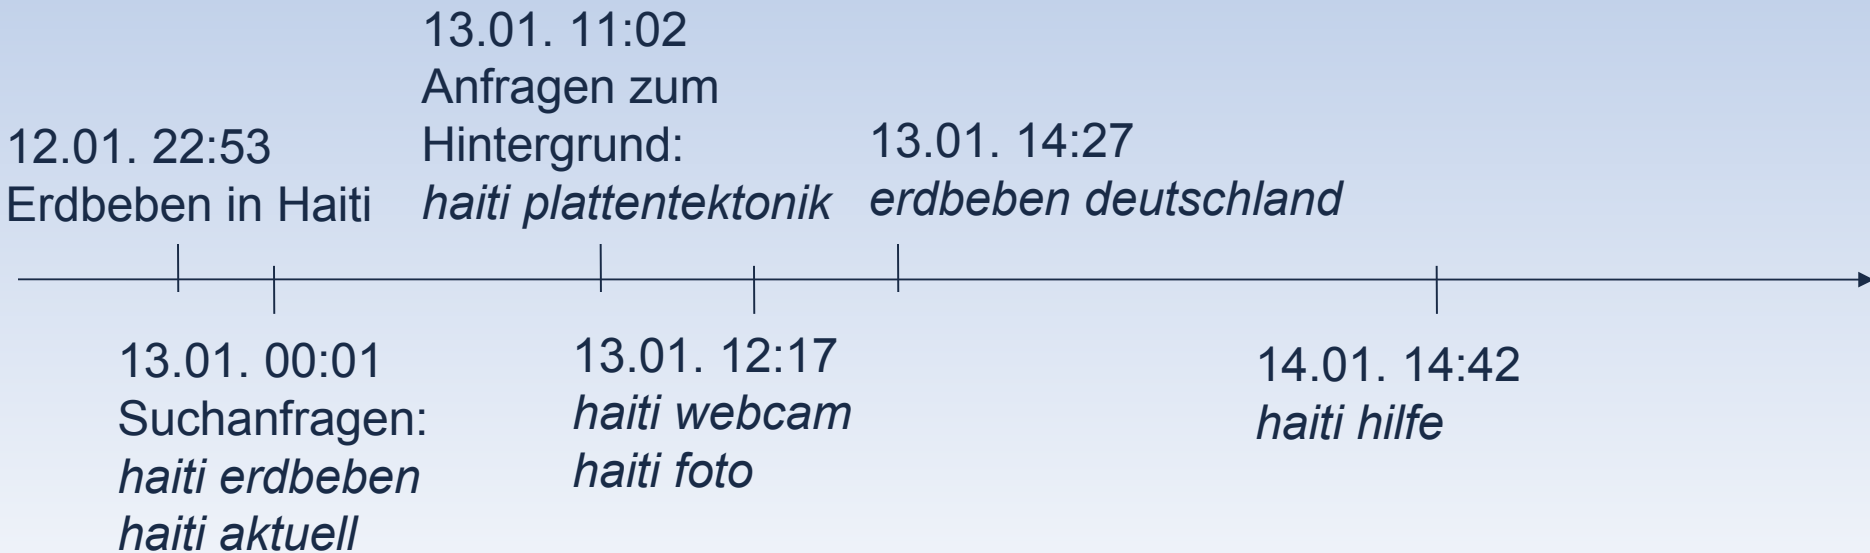 12.01. 22:53
Erdbeben in Haiti
13.01. 00:01
Suchanfragen:
haiti erdbeben
haiti aktuell
13.01. 11:02
Anfragen zum
Hintergrund:
haiti plattentektonik
13.01. 12:17
haiti webcam
haiti foto
13.01. 14:27
erdbeben deutschland
14.01. 14:42
haiti hilfe